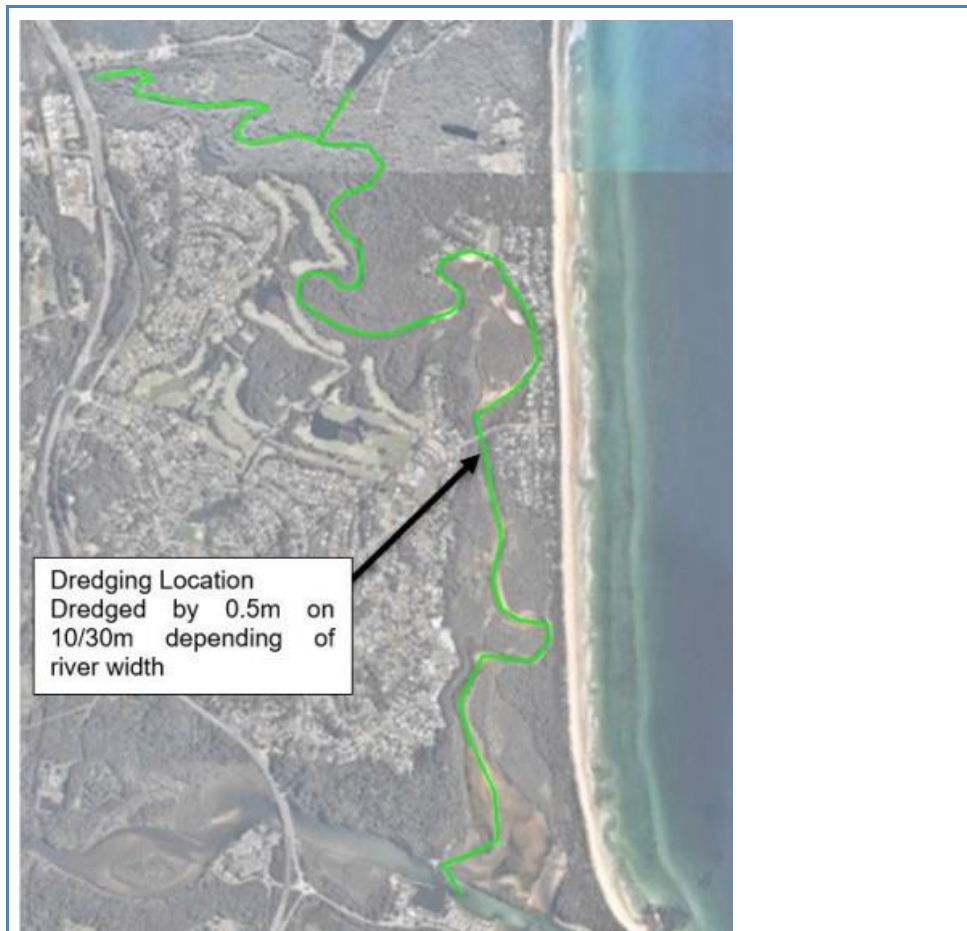 Dredging Location
Dredged by 0.5m on
10/30m depending of
river width